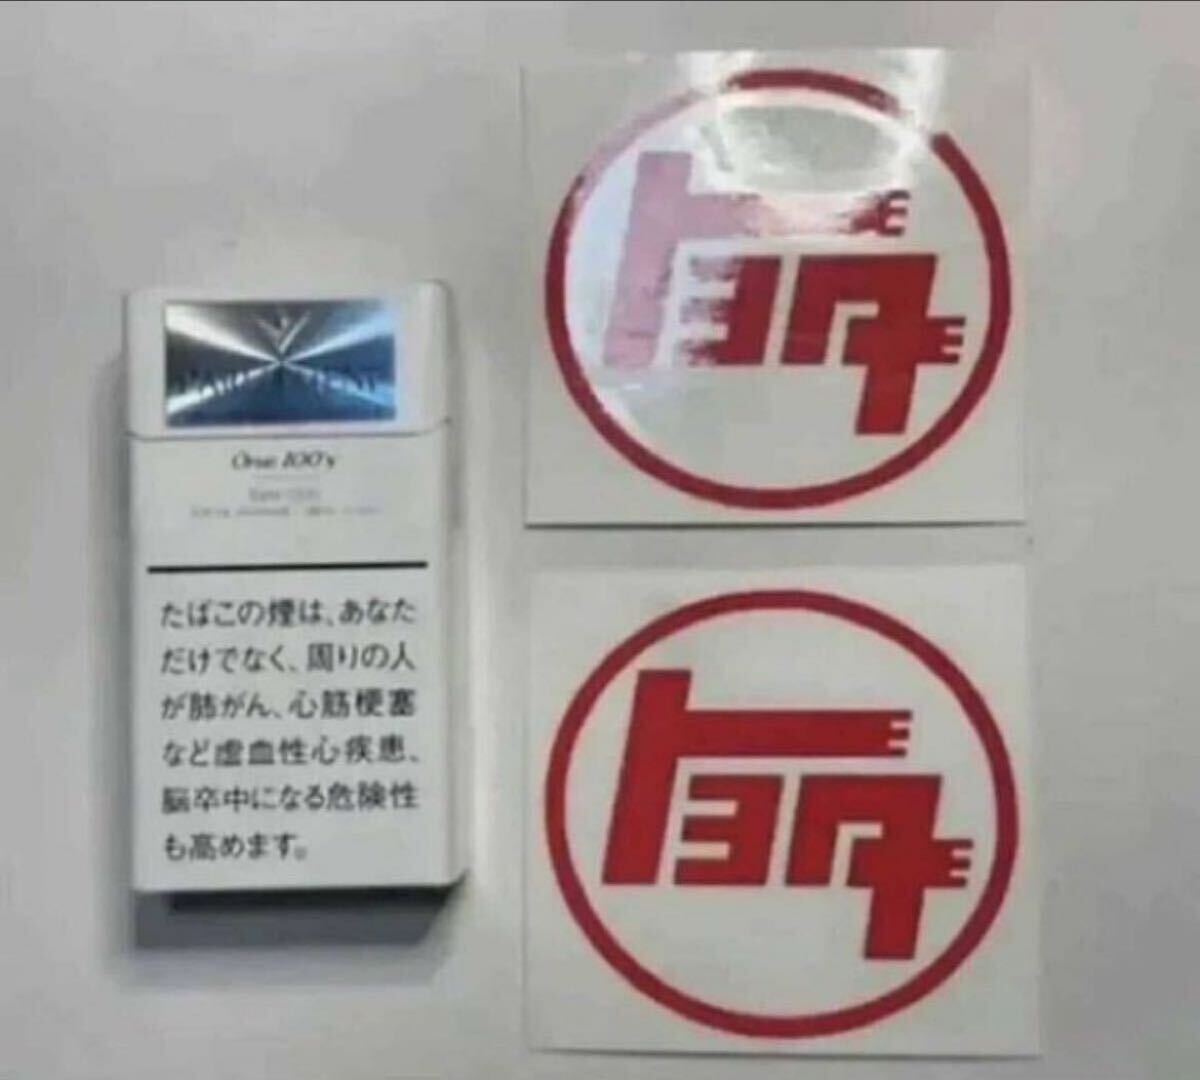 One 100's
たばこの煙は、あなた
だけでなく、周りの人
が肺がん、心筋梗塞
など虚血性心疾患、
脳卒中になる危険性
も高めます。
トヨタ
トヨタ